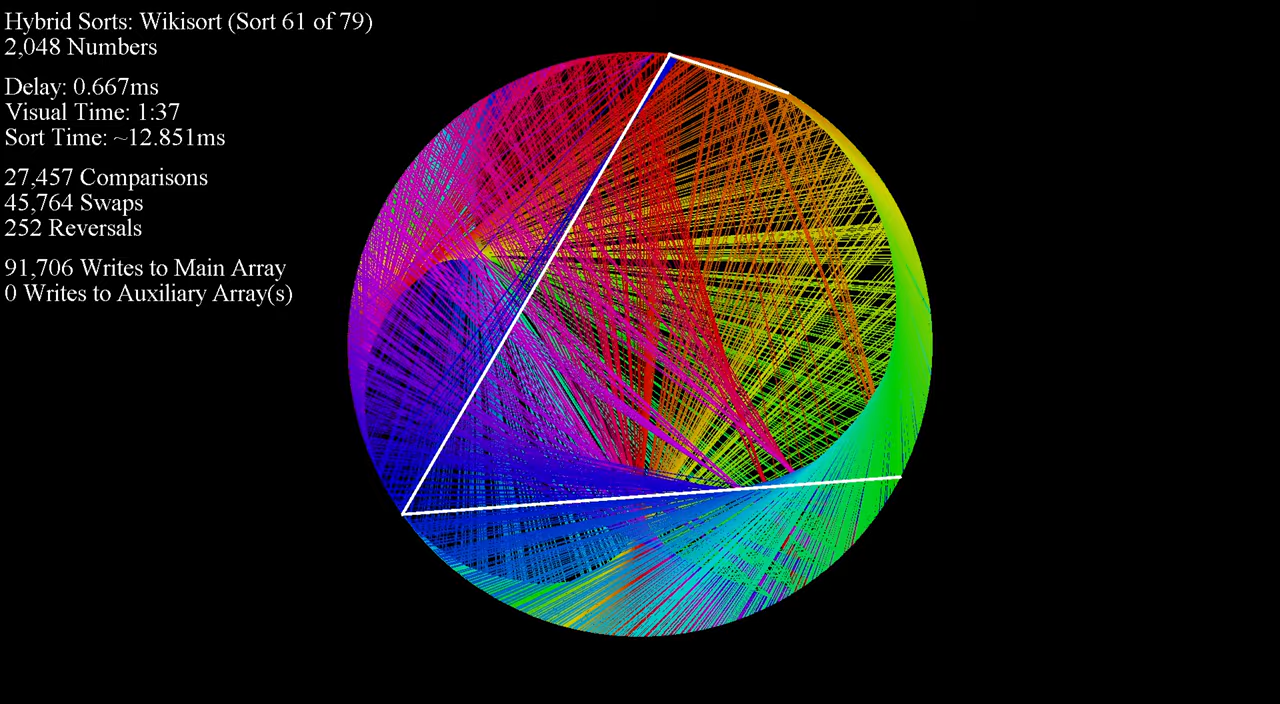 Hybrid Sorts: Wikisort (Sort 61 of 79)
2,048 Numbers
Delay: 0.667ms
Visual Time: 1:37
Sort Time: ~12.851ms
27,457 Comparisons
45,764 Swaps
252 Reversals
91,706 Writes to Main Array
0 Writes to Auxiliary Array(s)